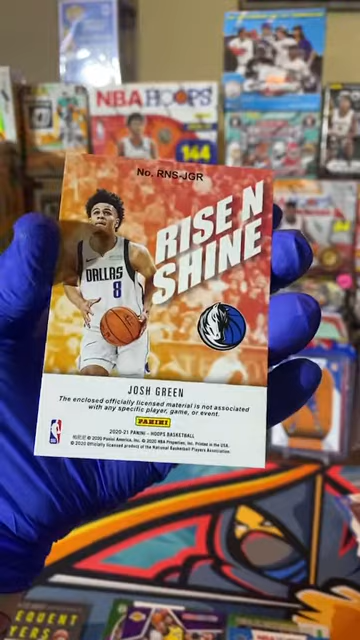 NBA HOOPS
144
No. RNS-JGR
RISE N
SHINE
DALLAS
8
JOSH GREEN
The enclosed officially licensed material is not associated
with any specific player, game, or event.
PANINI
2020-21 PANINI - HOOPS BASKETBALL
© 2020 Panini America, Inc. © 2020 NBA Properties, Inc. Printed in the USA.
© 2020 Officially licensed product of the National Basketball Players Association.